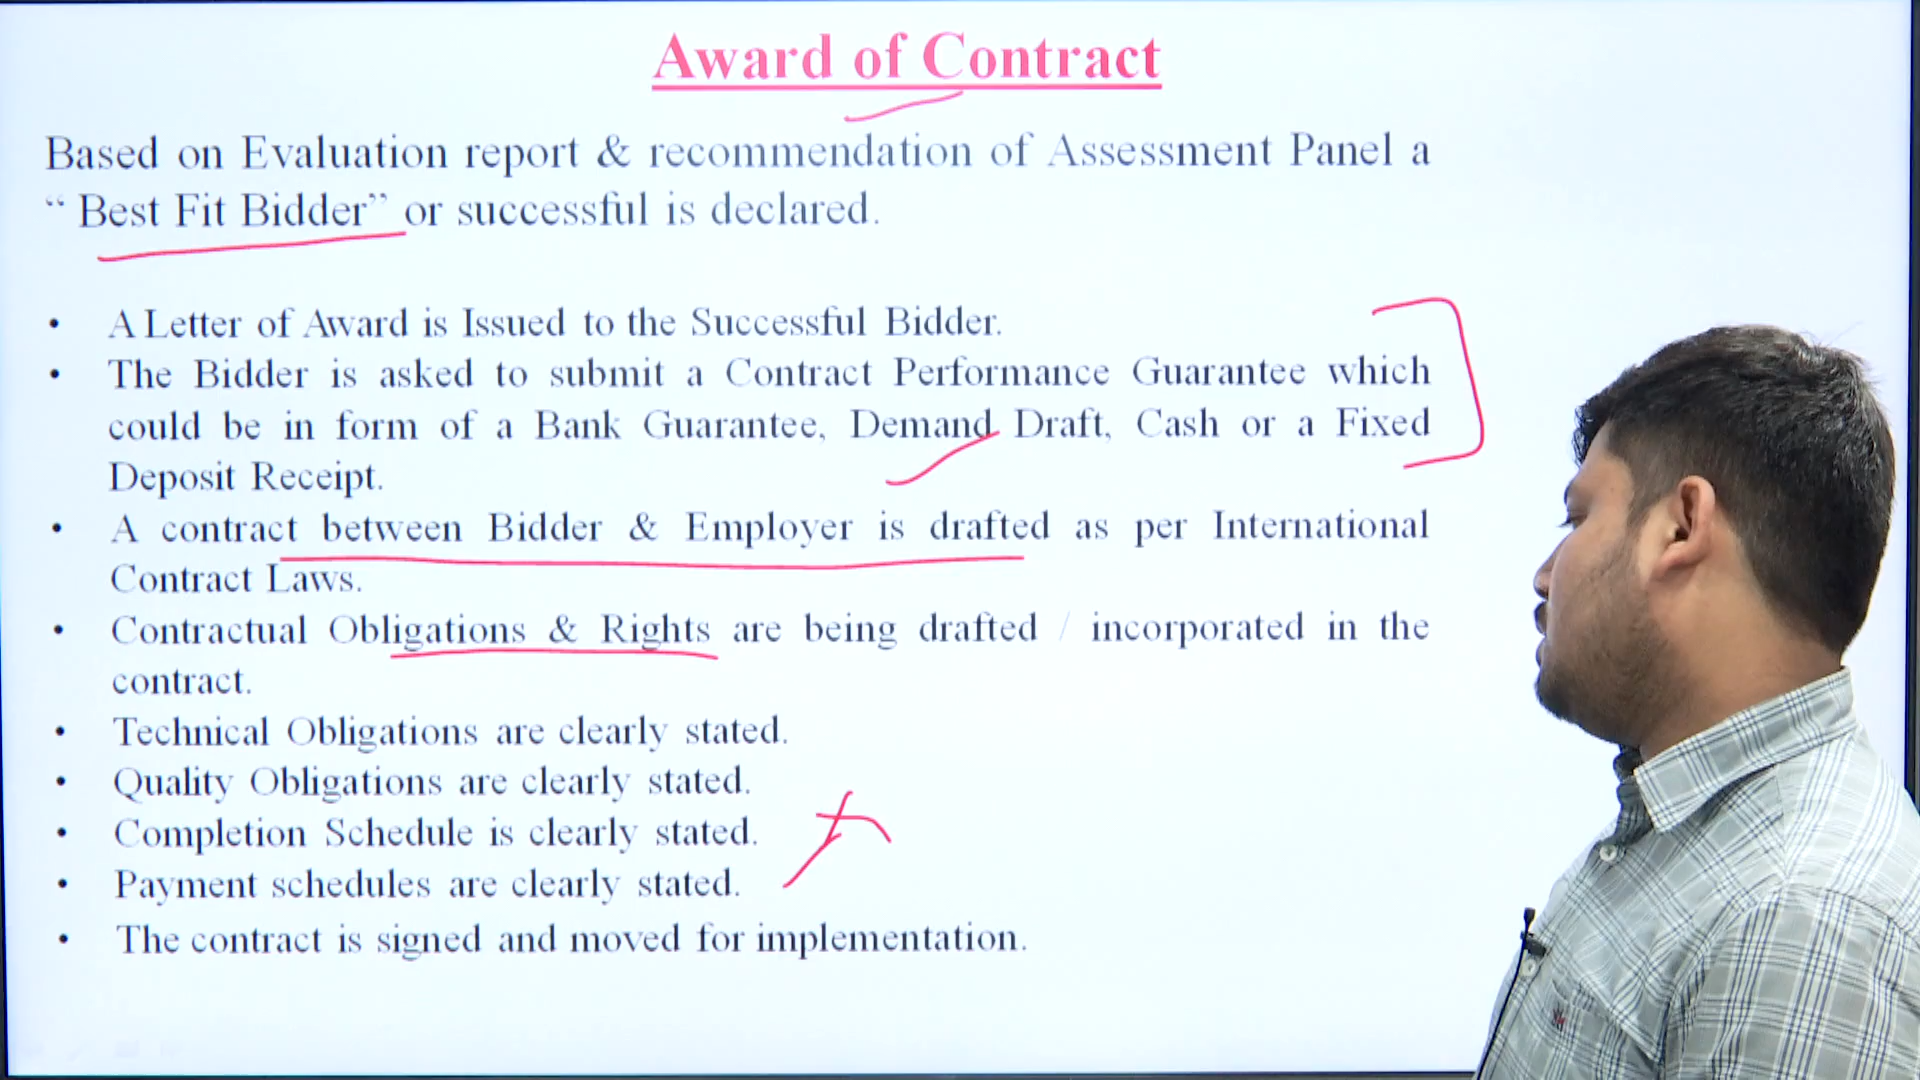 Award of Contract
Based on Evaluation report & recommendation of Assessment Panel a
“ Best Fit Bidder” or successful is declared.
• A Letter of Award is Issued to the Successful Bidder.
• The Bidder is asked to submit a Contract Performance Guarantee which
could be in form of a Bank Guarantee, Demand Draft, Cash or a Fixed
Deposit Receipt.
• A contract between Bidder & Employer is drafted as per International
Contract Laws.
• Contractual Obligations & Rights are being drafted / incorporated in the
contract.
• Technical Obligations are clearly stated.
• Quality Obligations are clearly stated.
• Completion Schedule is clearly stated.
• Payment schedules are clearly stated.
• The contract is signed and moved for implementation.